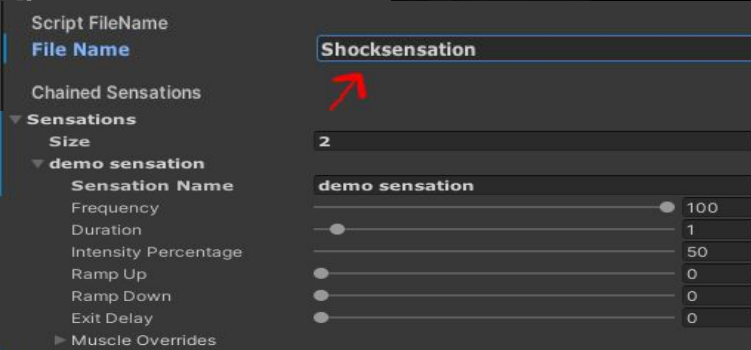 Script FileName
File Name Shocksensation
Chained Sensations
Sensations
Size 2
demo sensation
Sensation Name demo sensation
Frequency 100
Duration 1
Intensity Percentage 50
Ramp Up 0
Ramp Down 0
Exit Delay 0
Muscle Overrides